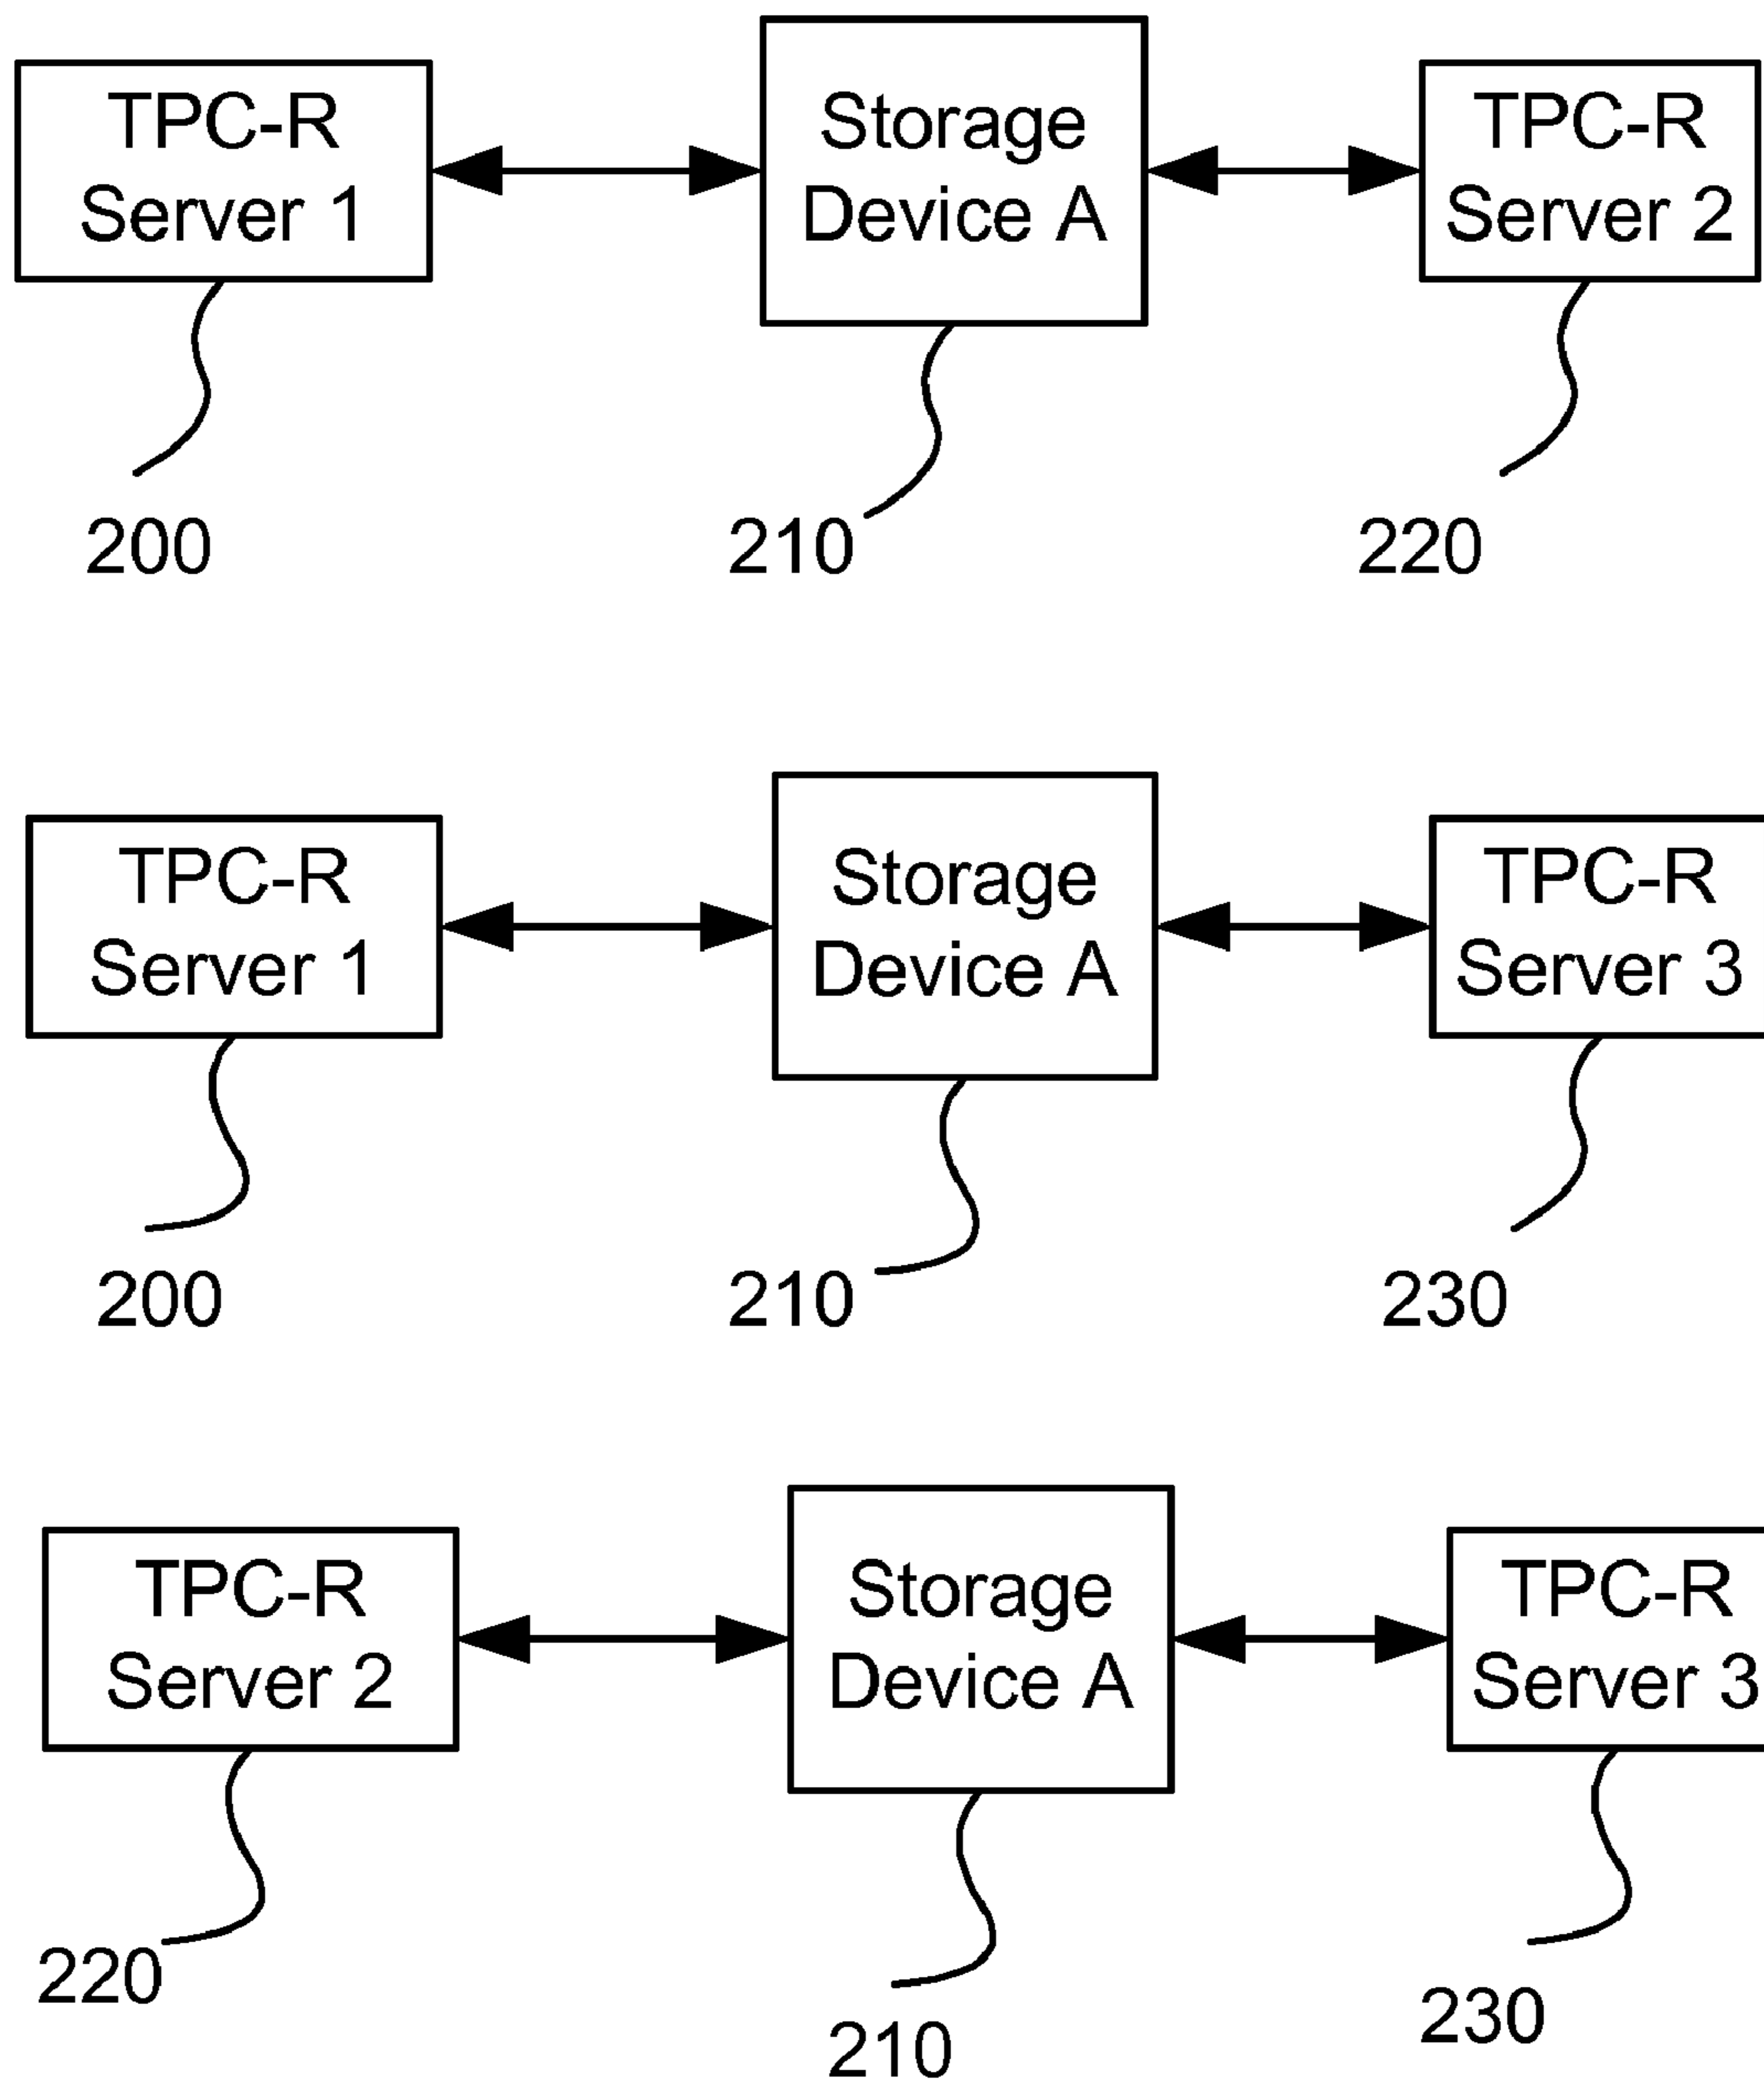 TPC-R
Server 1
Storage
Device A
TPC-R
Server 2
200
210
220
TPC-R
Server 1
Storage
Device A
TPC-R
Server 3
200
210
230
TPC-R
Server 2
Storage
Device A
TPC-R
Server 3
220
210
230